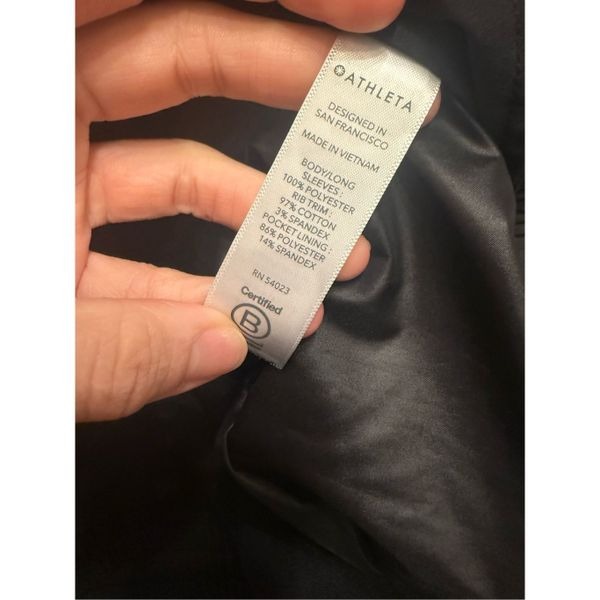 ATHLETA
DESIGNED IN
SAN FRANCISCO
MADE IN VIETNAM
BODY/LONG
SLEEVES :
100% POLYESTER
RIB TRIM :
97% COTTON
3% SPANDEX
POCKET LINING :
86% POLYESTER
14% SPANDEX
RN 54023
Certified
B